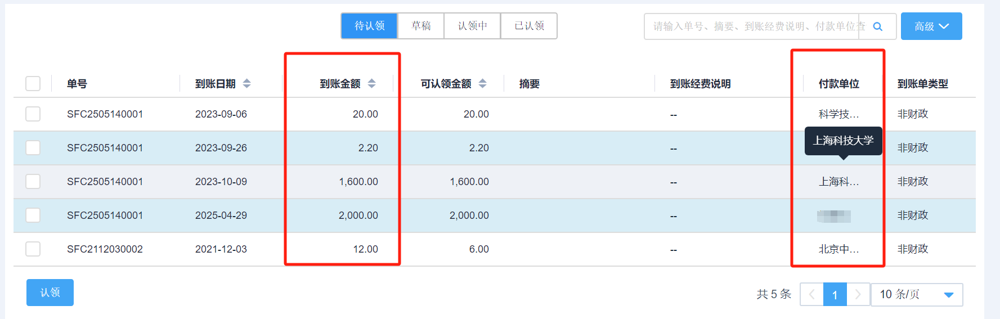 待认领 草稿 认领中 已认领 请输入单号、摘要、到账经费说明、付款单位查 高级
单号 到账日期 到账金额 可认领金额 摘要 到账经费说明 付款单位 到账单类型
SFC2505140001 2023-09-06 20.00 20.00 -- 科学技... 非财政
上海科技大学
SFC2505140001 2023-09-26 2.20 2.20 -- 非财政
SFC2505140001 2023-10-09 1,600.00 1,600.00 -- 上海科... 非财政
SFC2505140001 2025-04-29 2,000.00 2,000.00 -- 非财政
SFC2112030002 2021-12-03 12.00 6.00 -- 北京中... 非财政
认领 共 5 条 1 10 条/页